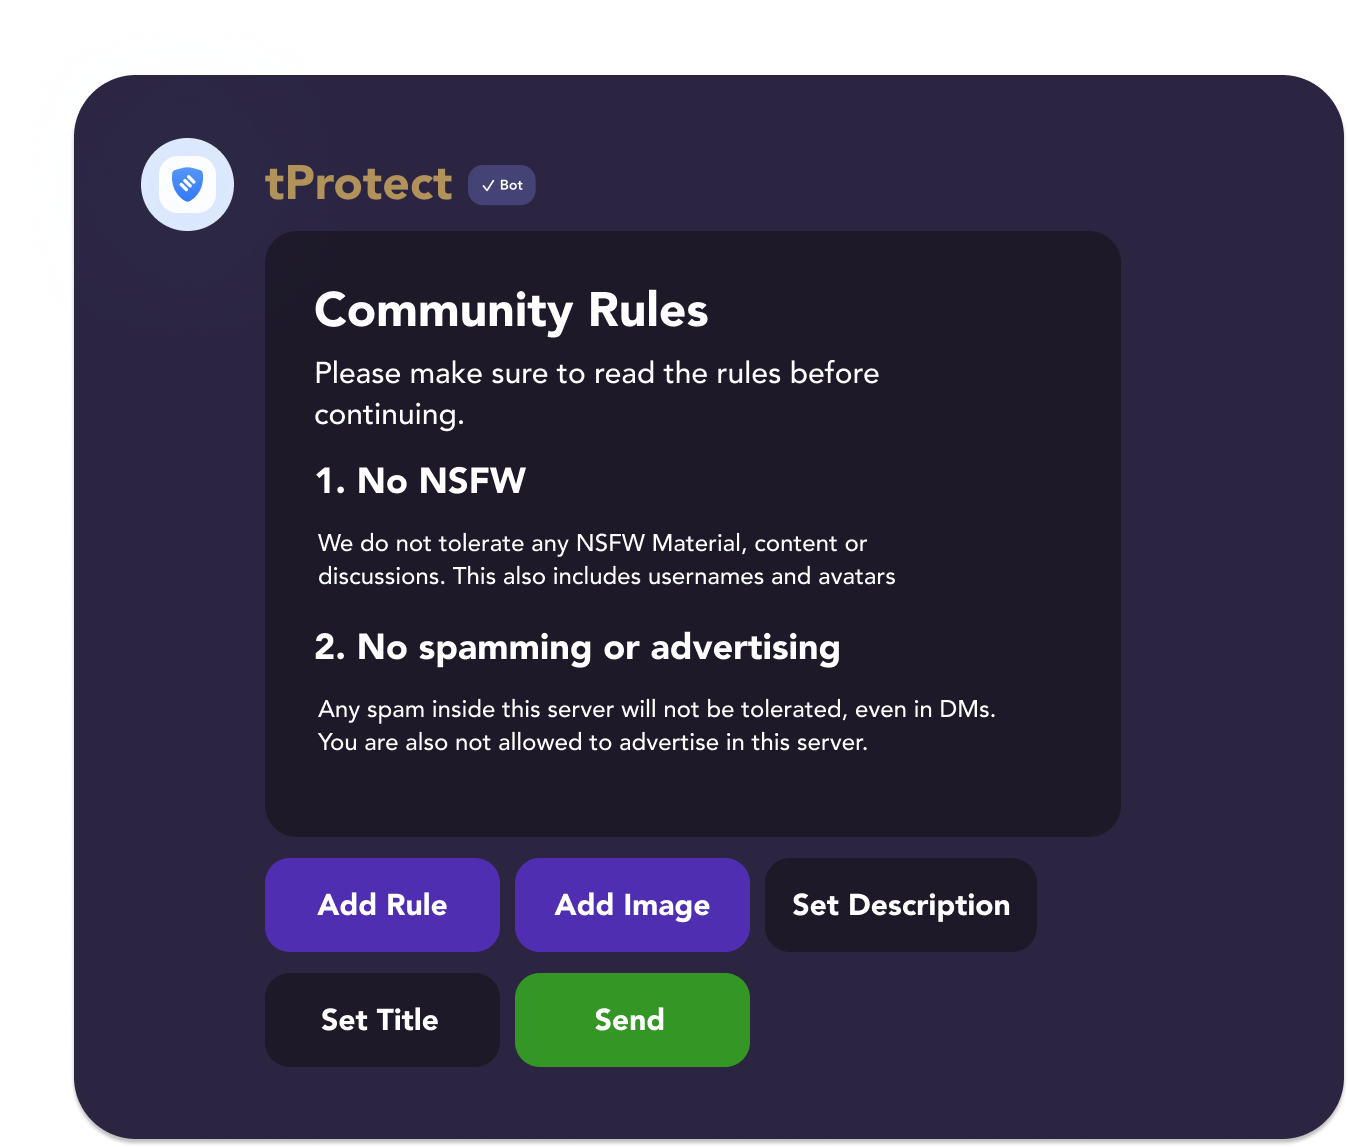 tProtect
✓ Bot
Community Rules
Please make sure to read the rules before
continuing.
1. No NSFW
We do not tolerate any NSFW Material, content or
discussions. This also includes usernames and avatars
2. No spamming or advertising
Any spam inside this server will not be tolerated, even in DMs.
You are also not allowed to advertise in this server.
Add Rule
Add Image
Set Description
Set Title
Send